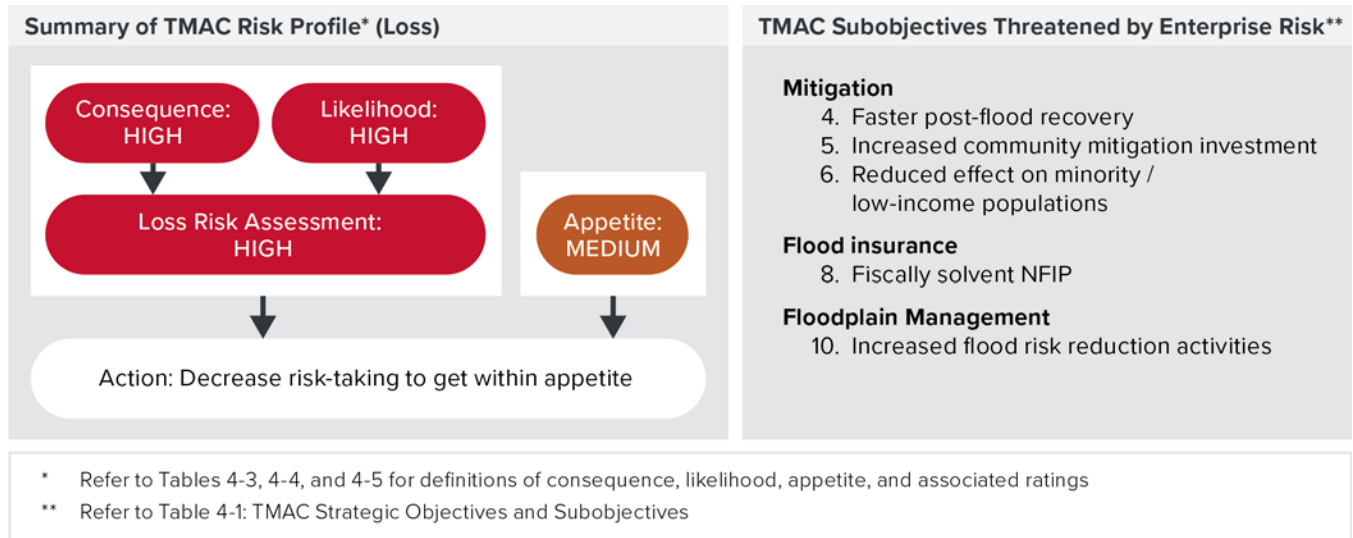 Summary of TMAC Risk Profile* (Loss)
Consequence:
HIGH
Likelihood:
HIGH
Loss Risk Assessment:
HIGH
Appetite:
MEDIUM
Action: Decrease risk-taking to get within appetite
TMAC Subobjectives Threatened by Enterprise Risk**
Mitigation
4. Faster post-flood recovery
5. Increased community mitigation investment
6. Reduced effect on minority /
low-income populations
Flood insurance
8. Fiscally solvent NFIP
Floodplain Management
10. Increased flood risk reduction activities
* Refer to Tables 4-3, 4-4, and 4-5 for definitions of consequence, likelihood, appetite, and associated ratings
** Refer to Table 4-1: TMAC Strategic Objectives and Subobjectives